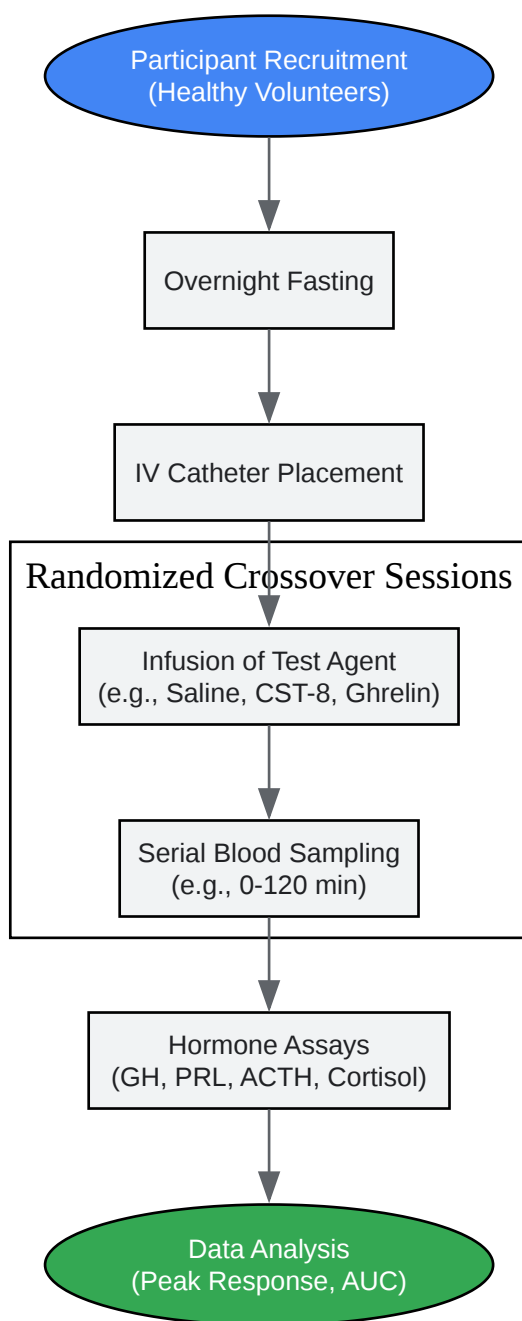 Participant Recruitment
(Healthy Volunteers)
Overnight Fasting
IV Catheter Placement
Randomized Crossover Sessions
Infusion of Test Agent
(e.g., Saline, CST-8, Ghrelin)
Serial Blood Sampling
(e.g., 0-120 min)
Hormone Assays
(GH, PRL, ACTH, Cortisol)
Data Analysis
(Peak Response, AUC)